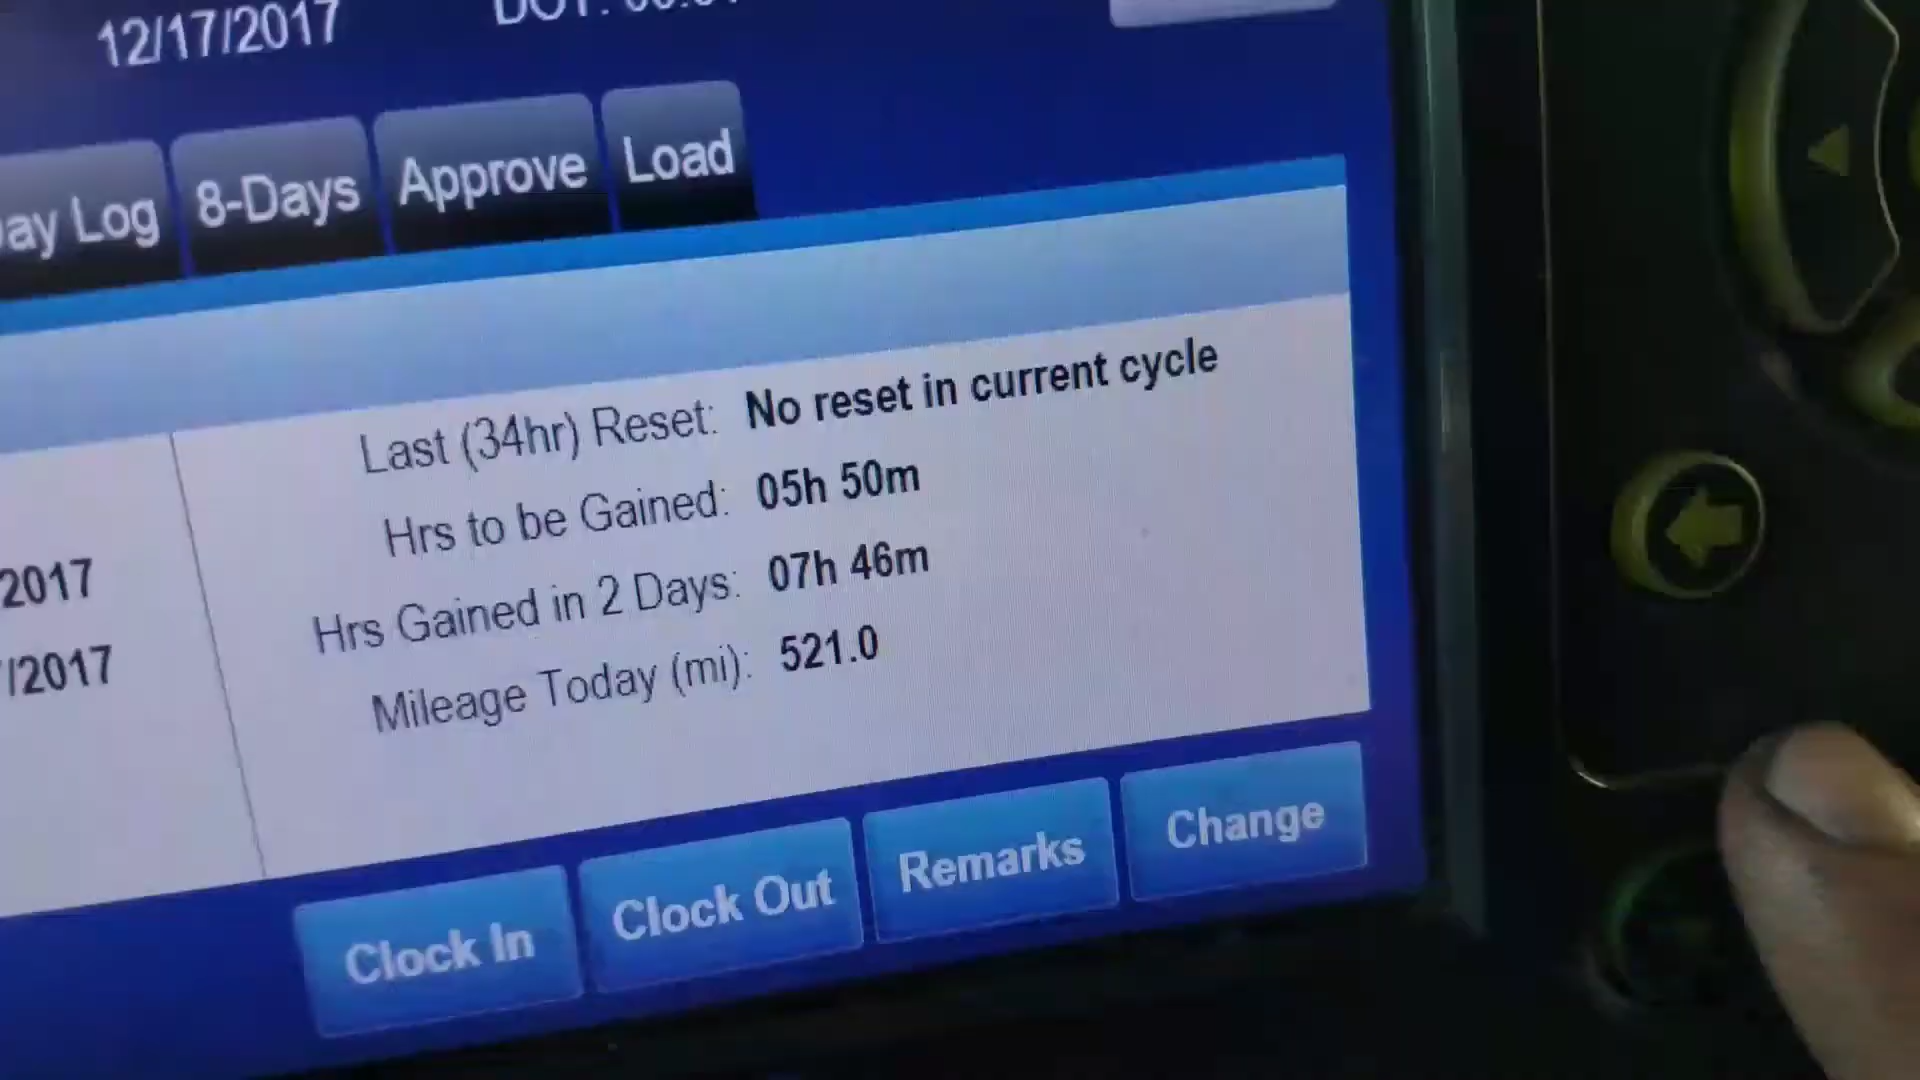 12/17/2017 DOT:
ay Log 8-Days Approve Load
Last (34hr) Reset: No reset in current cycle
Hrs to be Gained: 05h 50m
2017 Hrs Gained in 2 Days: 07h 46m
/2017 Mileage Today (mi): 521.0
Clock In Clock Out Remarks Change